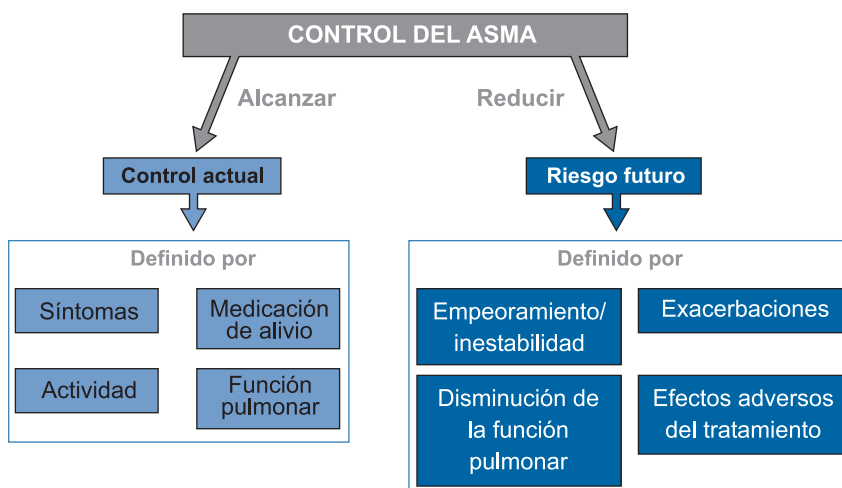 CONTROL DEL ASMA
Alcanzar
Reducir
Control actual
Riesgo futuro
Definido por
Síntomas
Medicación
de alivio
Actividad
Función
pulmonar
Definido por
Empeoramiento/
inestabilidad
Exacerbaciones
Disminución de
la función
pulmonar
Efectos adversos
del tratamiento